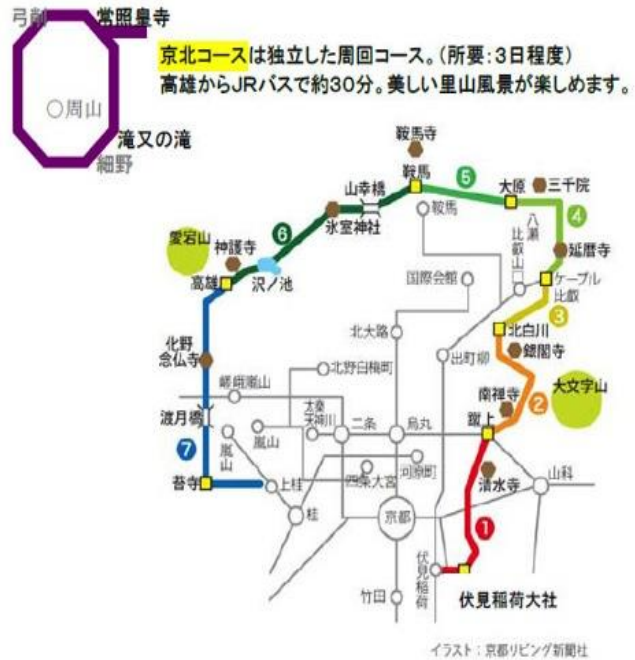 弓削
常照皇寺
京北コースは独立した周回コース。(所要:3日程度)
高雄からJRバスで約30分。美しい里山風景が楽しめます。
周山
滝又の滝
細野
鞍馬寺
鞍馬
5
大原
三千院
山幸橋
鞍馬
八瀬
4
氷室神社
6
比叡山
愛宕山
神護寺
延暦寺
高雄
沢ノ池
国際会館
ケーブル
比叡
3
北大路
北白川
化野
念仏寺
出町柳
銀閣寺
北野白梅町
嵯峨嵐山
大文字山
2
南禅寺
渡月橋
太秦
天神川
二条
烏丸
蹴上
嵐山
嵐山
7
河原町
清水寺
山科
苔寺
上桂
四条大宮
桂
京都
1
伏見
稲荷
竹田
伏見稲荷大社
イラスト:京都リビング新聞社